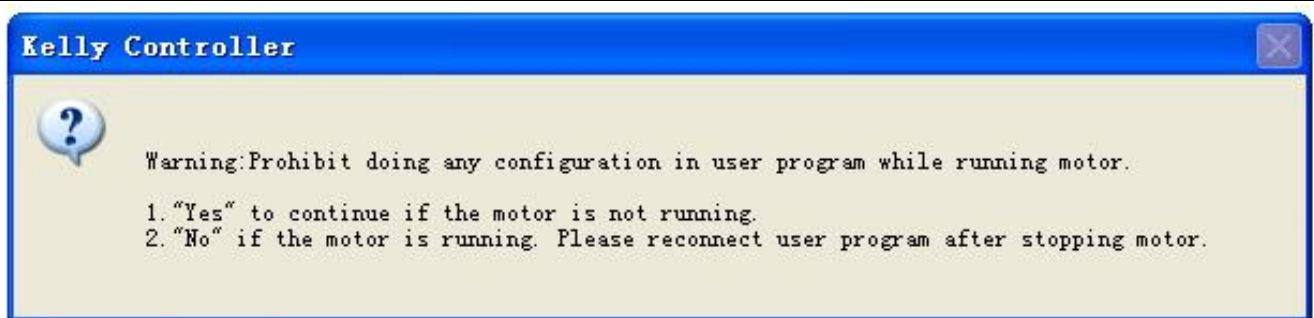 Kelly Controller
?
Warning:Prohibit doing any configuration in user program while running motor.
1."Yes" to continue if the motor is not running.
2."No" if the motor is running. Please reconnect user program after stopping motor.